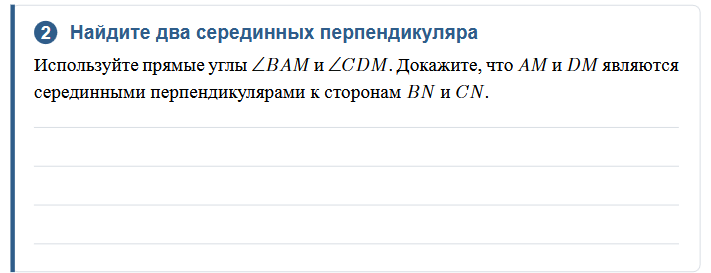 2 Найдите два серединных перпендикуляра
Используйте прямые углы ∠BAM и ∠CDM. Докажите, что AM и DM являются
серединными перпендикулярами к сторонам BN и CN.